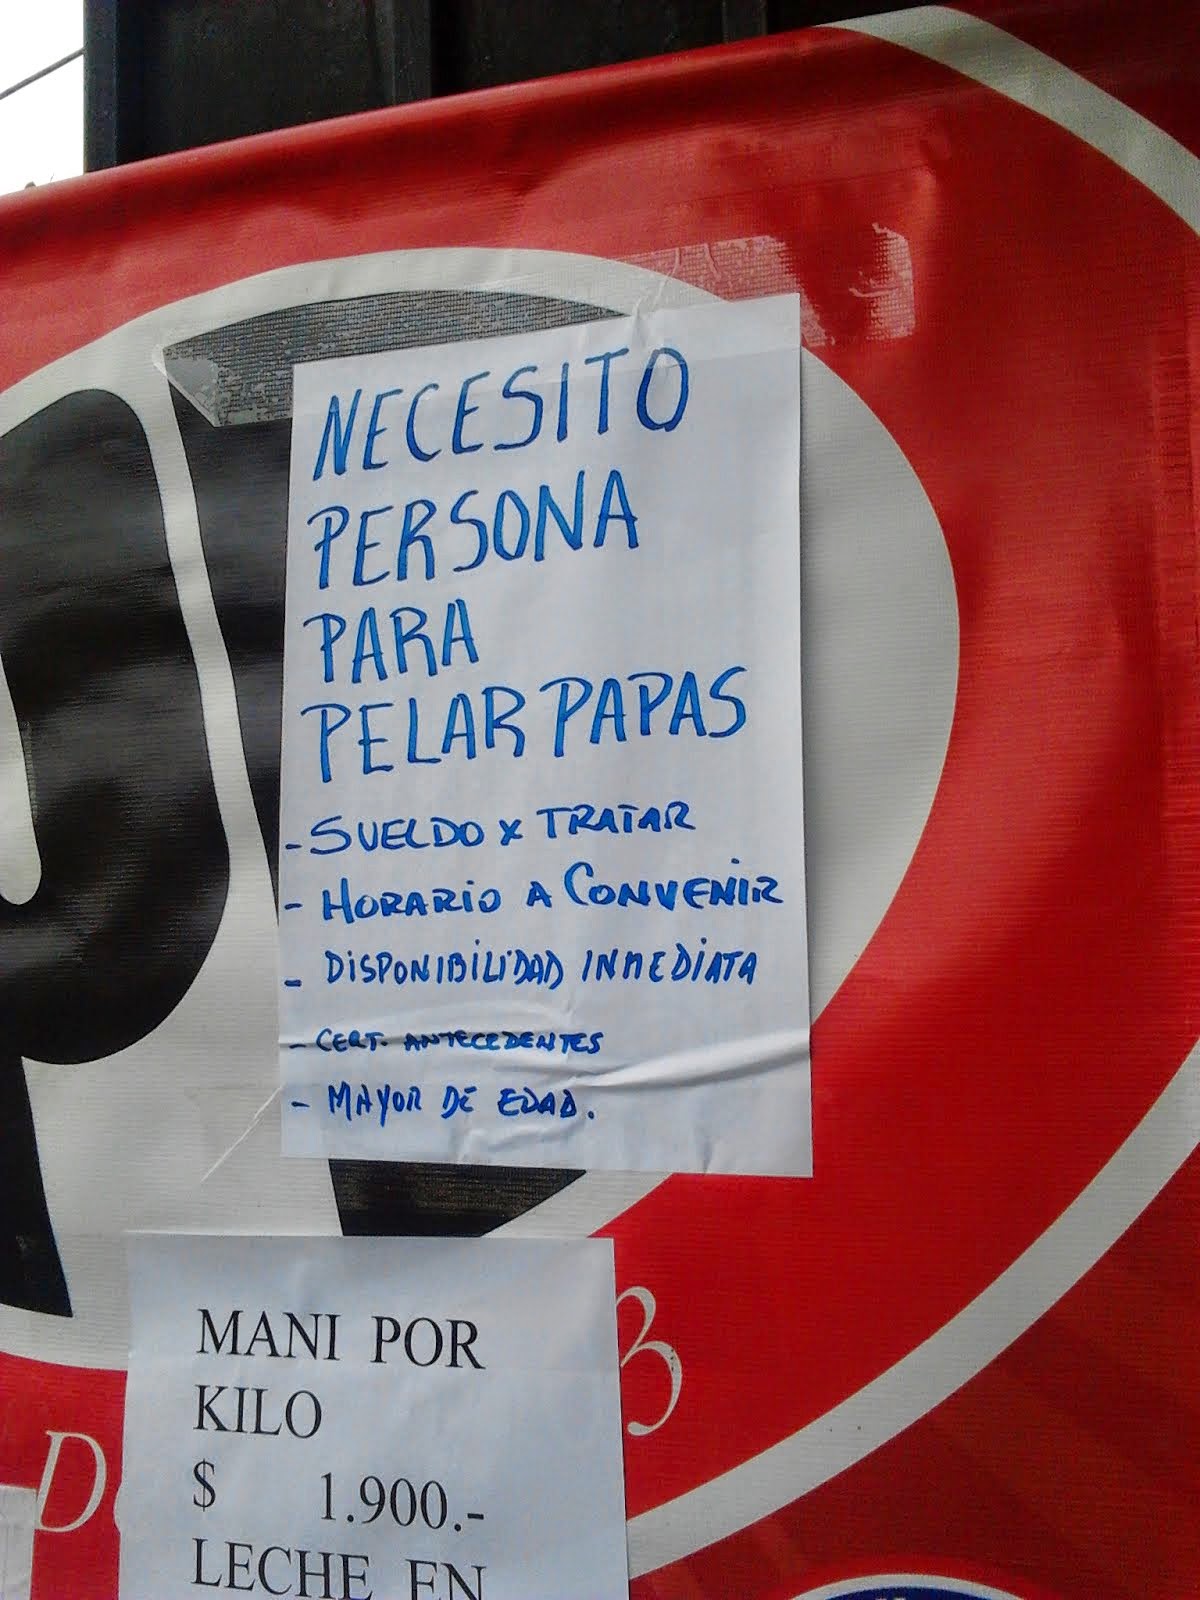 NECESITO
PERSONA
PARA
PELAR PAPAS
- SUELDO x TRATAR
- HORARIO A CONVENIR
- DISPONIBILIDAD INMEDIATA
- CERT. ANTECEDENTES
- MAYOR DE EDAD.
MANI POR
KILO
$ 1.900.-
LECHE EN